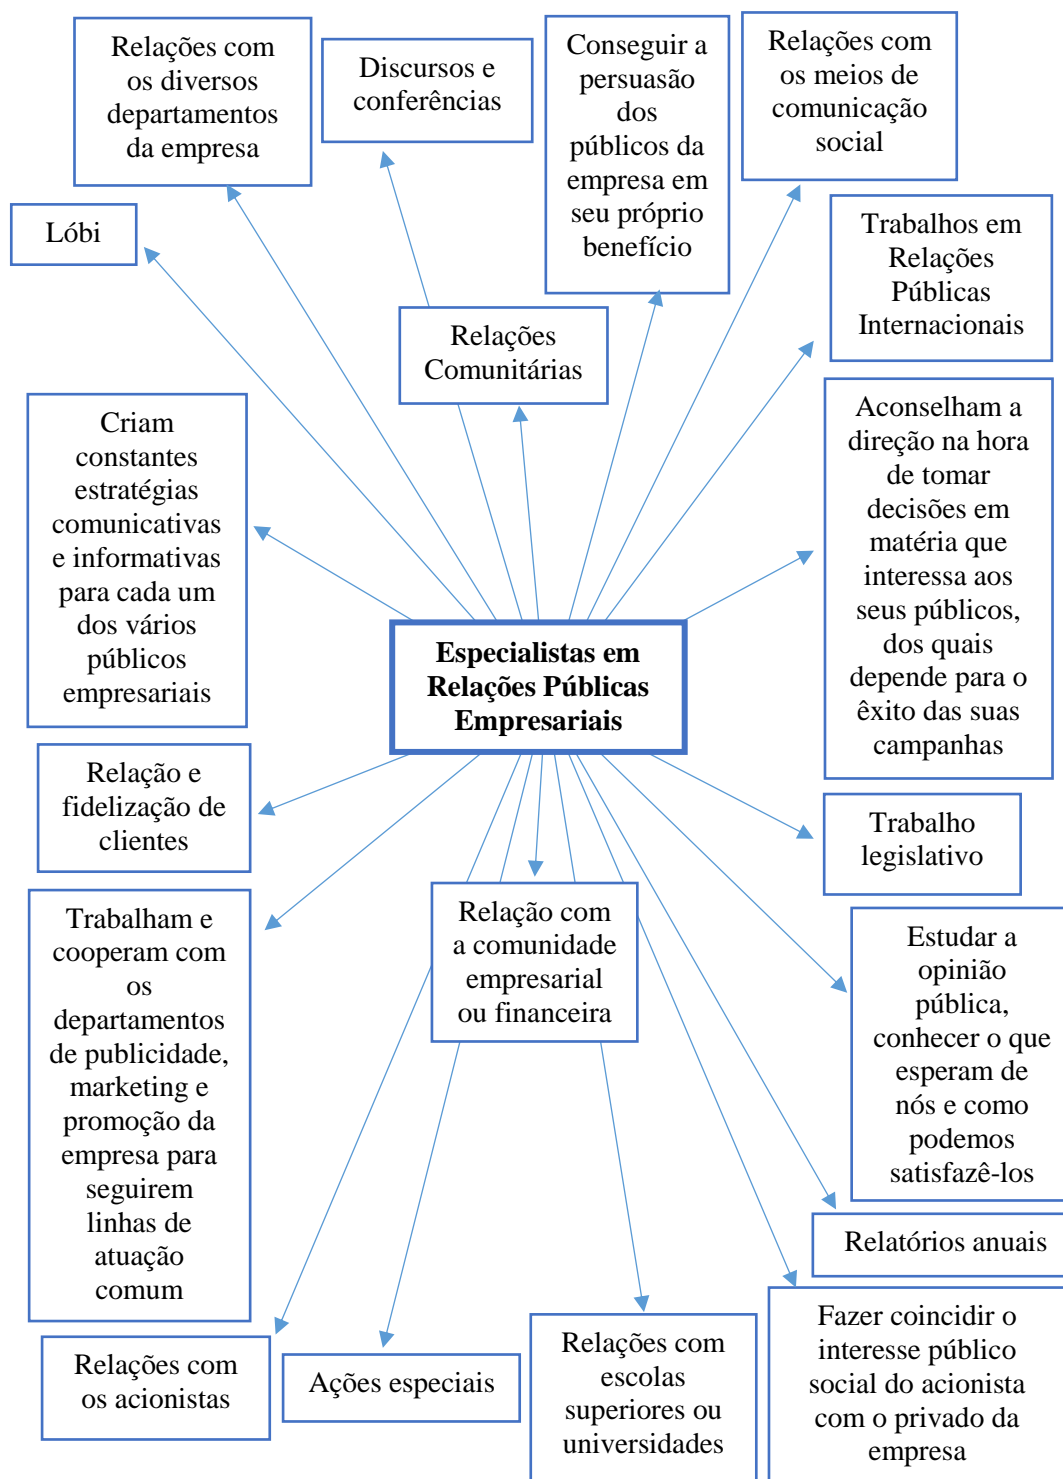 Relações com
os diversos
departamentos
da empresa
Discursos e
conferências
Conseguir a
persuasão
dos
públicos da
empresa em
seu próprio
benefício
Relações com
os meios de
comunicação
social
Lóbi
Trabalhos em
Relações
Públicas
Internacionais
Relações
Comunitárias
Criam
constantes
estratégias
comunicativas
e informativas
para cada um
dos vários
públicos
empresariais
Aconselham a
direção na hora
de tomar
decisões em
matéria que
interessa aos
seus públicos,
dos quais
depende para o
êxito das suas
campanhas
Especialistas em
Relações Públicas
Empresariais
Relação e
fidelização de
clientes
Trabalho
legislativo
Trabalham e
cooperam com
os
departamentos
de publicidade,
marketing e
promoção da
empresa para
seguirem
linhas de
atuação
comum
Relação com
a comunidade
empresarial
ou financeira
Estudar a
opinião
pública,
conhecer o que
esperam de
nós e como
podemos
satisfazê-los
Relatórios anuais
Relações com
os acionistas
Ações especiais
Relações com
escolas
superiores ou
universidades
Fazer coincidir o
interesse público
social do acionista
com o privado da
empresa